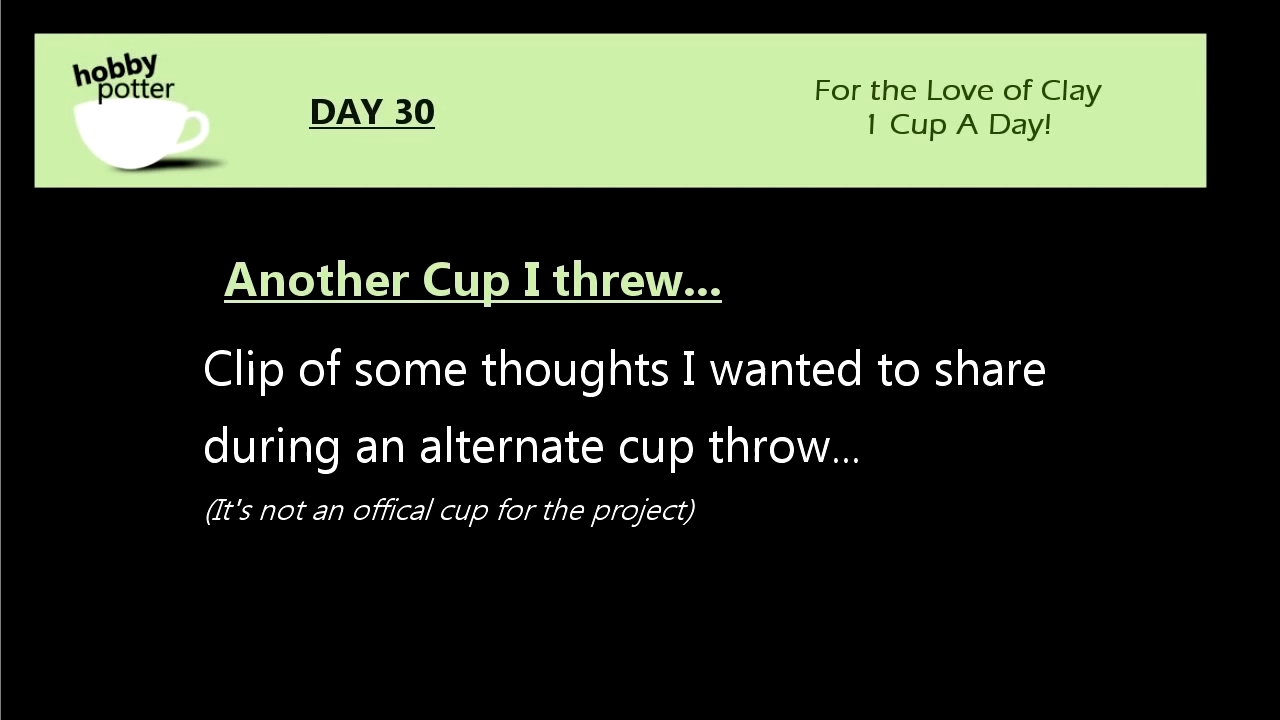 hobby
potter
DAY 30
For the Love of Clay
1 Cup A Day!
Another Cup I threw...
Clip of some thoughts I wanted to share
during an alternate cup throw...
(It's not an offical cup for the project)